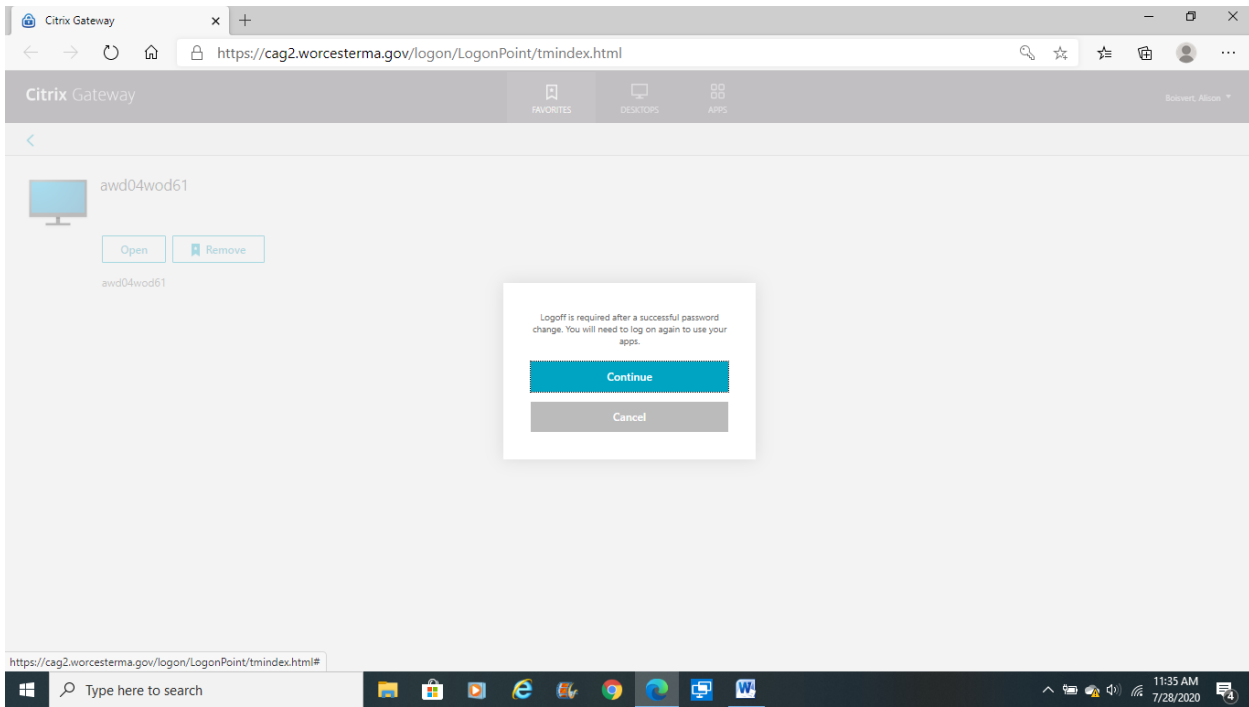 Citrix Gateway
https://cag2.worcesterma.gov/logon/LogonPoint/tmindex.html
Citrix Gateway
FAVORITES
DESKTOPS
APPS
Boisvert, Alison
awd04wod61
Open
Remove
awd04wod61
Logoff is required after a successful password
change. You will need to log on again to use your
apps.
Continue
Cancel
https://cag2.worcesterma.gov/logon/LogonPoint/tmindex.html#
Type here to search
11:35 AM
7/28/2020
4